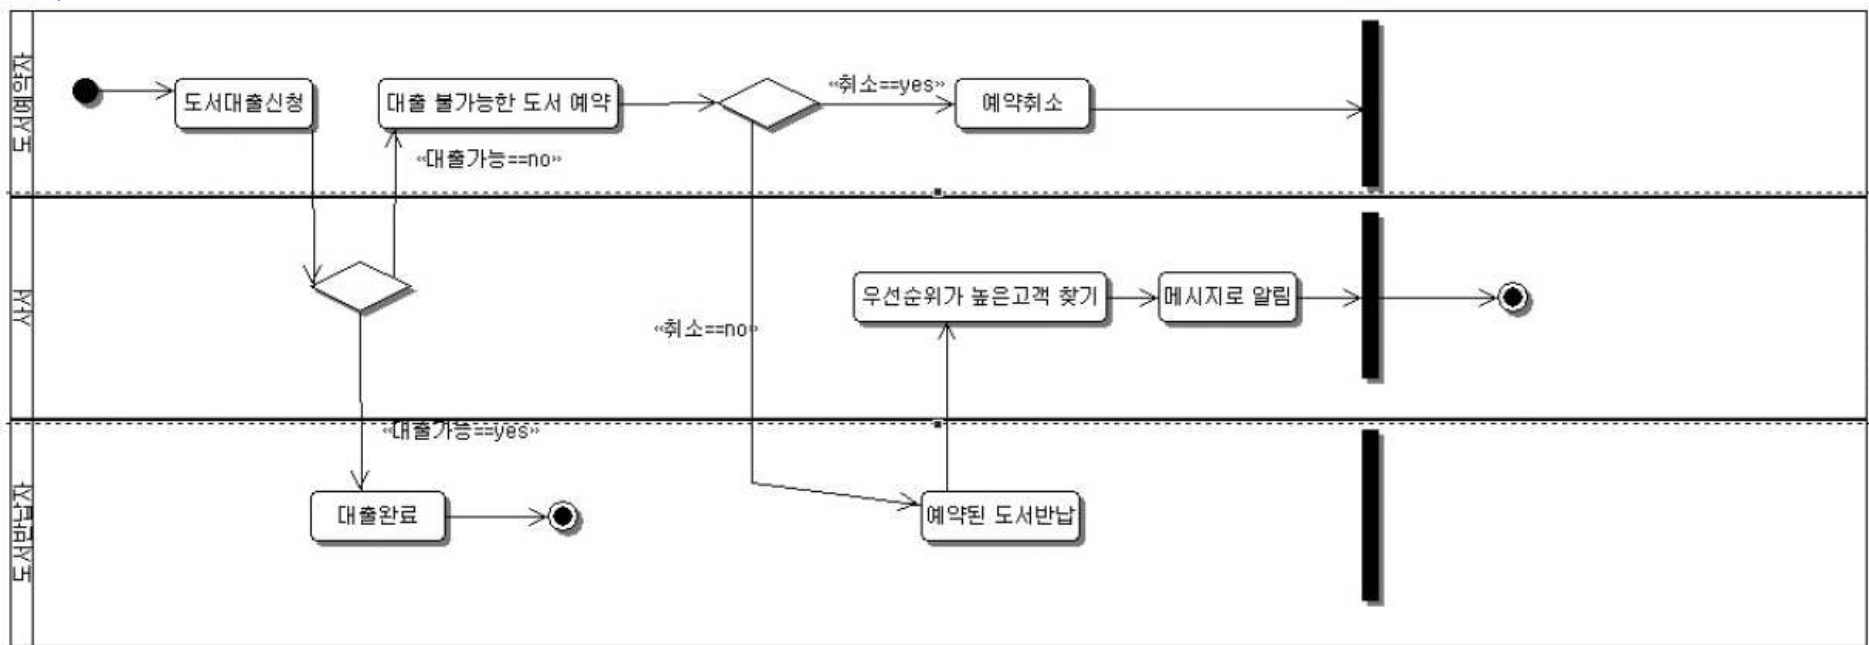 도서예약자
도서대출신청
대출 불가능한 도서 예약
«취소==yes»
예약취소
«대출가능==no»
사서
우선순위가 높은고객 찾기
메시지로 알림
«취소==no»
«대출가능==yes»
도서반납자
대출완료
예약된 도서반납